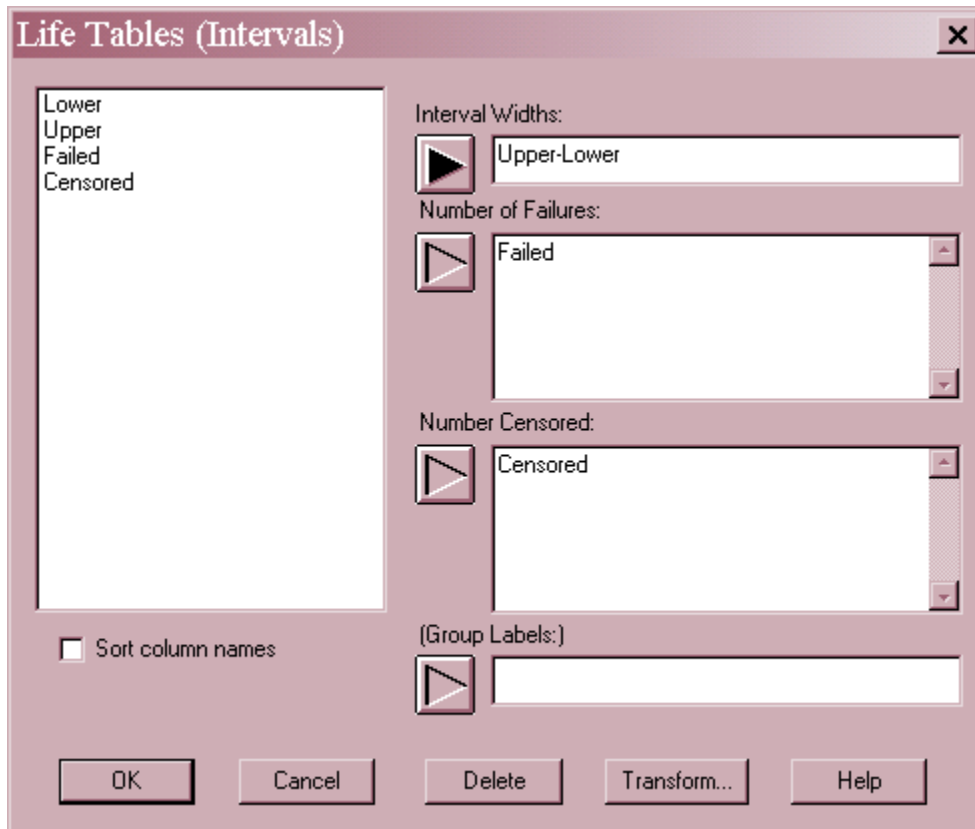 Life Tables (Intervals)
Lower
Upper
Failed
Censored
Sort column names
Interval Widths:
Upper-Lower
Number of Failures:
Failed
Number Censored:
Censored
(Group Labels:)
OK
Cancel
Delete
Transform...
Help